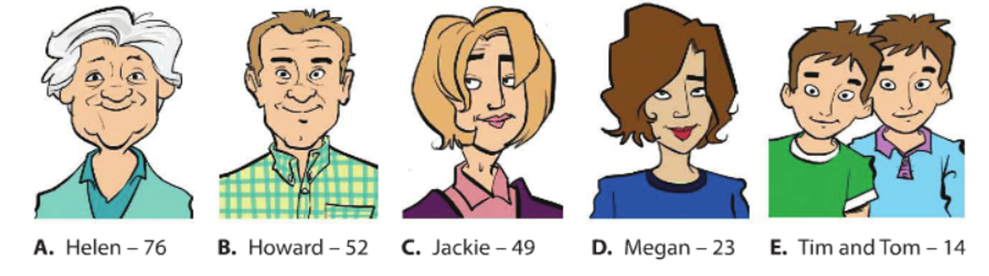 A. Helen – 76 B. Howard – 52 C. Jackie – 49 D. Megan – 23 E. Tim and Tom – 14